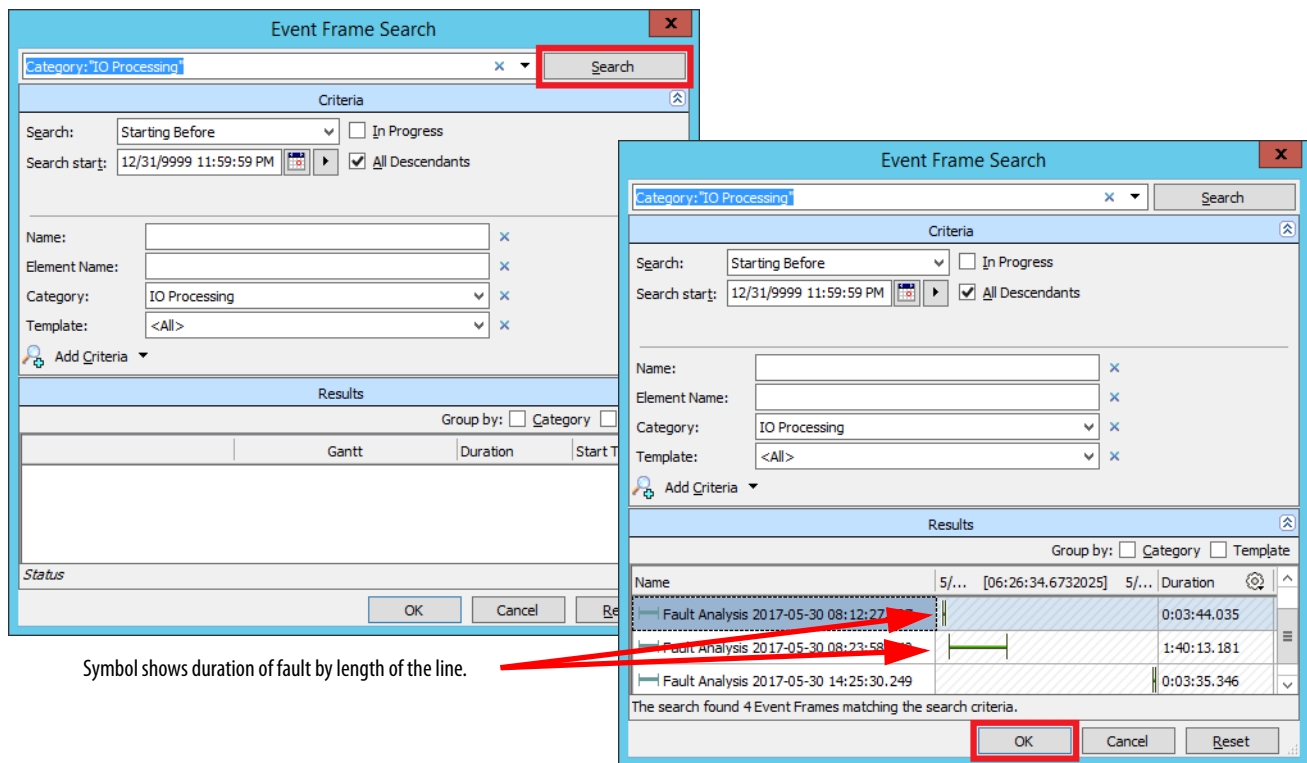 Event Frame Search
x
Category:"IO Processing"
Search
Criteria
Search: Starting Before In Progress
Search start: 12/31/9999 11:59:59 PM All Descendants
Name:
Element Name:
Category: IO Processing
Template: <All>
Add Criteria
Results
Group by: Category
Gantt Duration Start T
Status
OK Cancel Re
Event Frame Search
x
Category:"IO Processing"
Search
Criteria
Search: Starting Before In Progress
Search start: 12/31/9999 11:59:59 PM All Descendants
Name:
Element Name:
Category: IO Processing
Template: <All>
Add Criteria
Results
Group by: Category Template
Name 5/... [06:26:34.6732025] 5/... Duration
Fault Analysis 2017-05-30 0:03:44.035
Fault Analysis 2017-05-30 1:40:13.181
Fault Analysis 2017-05-30 14:25:30.249 0:03:35.346
The search found 4 Event Frames matching the search criteria.
OK Cancel Reset
Symbol shows duration of fault by length of the line.